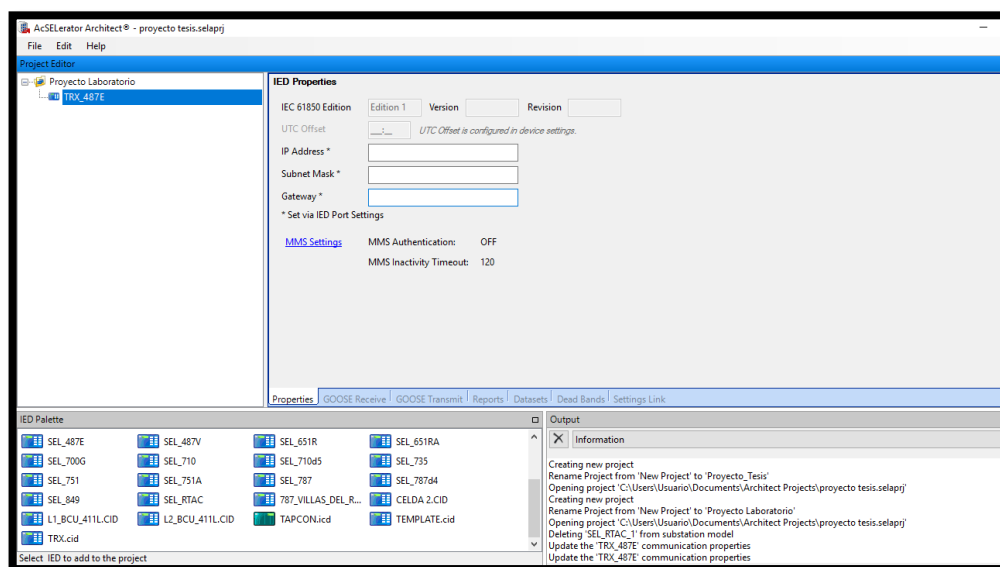 AcSELerator Architect® - proyecto tesis.selaprj
File Edit Help
Project Editor
Proyecto Laboratorio
TRX_487E
IED Properties
IEC 61850 Edition Edition 1 Version Revision
UTC Offset __:__ UTC Offset is configured in device settings.
IP Address *
Subnet Mask *
Gateway *
* Set via IED Port Settings
MMS Settings MMS Authentication: OFF
MMS Inactivity Timeout: 120
Properties GOOSE Receive GOOSE Transmit Reports Datasets Dead Bands Settings Link
IED Palette
SEL_487E SEL_487V SEL_651R SEL_651RA
SEL_700G SEL_710 SEL_710d5 SEL_735
SEL_751 SEL_751A SEL_787 SEL_787d4
SEL_849 SEL_RTAC 787_VILLAS_DEL_R... CELDA 2.CID
L1_BCU_411L.CID L2_BCU_411L.CID TAPCON.icd TEMPLATE.cid
TRX.cid
Select IED to add to the project
Output
Information
Creating new project
Rename Project from 'New Project' to 'Proyecto_Tesis'
Opening project 'C:\Users\Usuario\Documents\Architect Projects\proyecto tesis.selaprj'
Creating new project
Rename Project from 'New Project' to 'Proyecto Laboratorio'
Opening project 'C:\Users\Usuario\Documents\Architect Projects\proyecto tesis.selaprj'
Deleting 'SEL_RTAC_1' from substation model
Update the 'TRX_487E' communication properties
Update the 'TRX_487E' communication properties